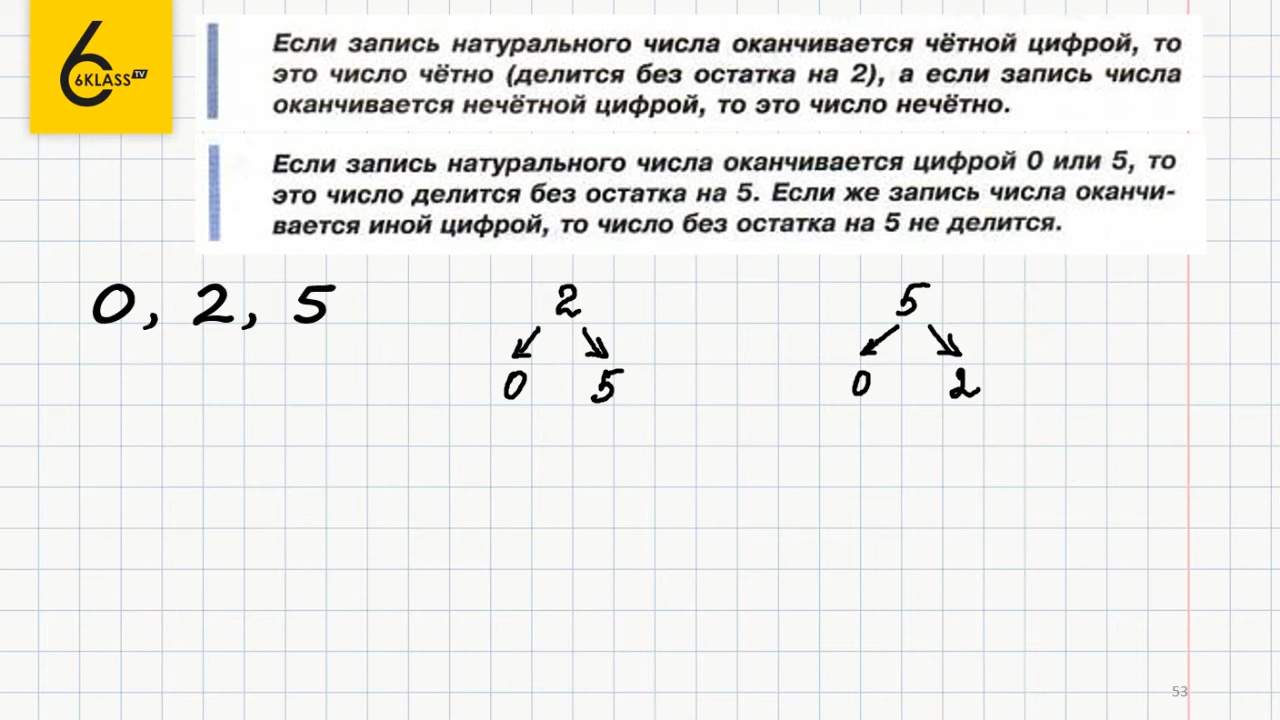 6KLASS TV
Если запись натурального числа оканчивается чётной цифрой, то
это число чётно (делится без остатка на 2), а если запись числа
оканчивается нечётной цифрой, то это число нечётно.
Если запись натурального числа оканчивается цифрой 0 или 5, то
это число делится без остатка на 5. Если же запись числа оканчи-
вается иной цифрой, то число без остатка на 5 не делится.
0, 2, 5
2
0 5
5
0 2
53